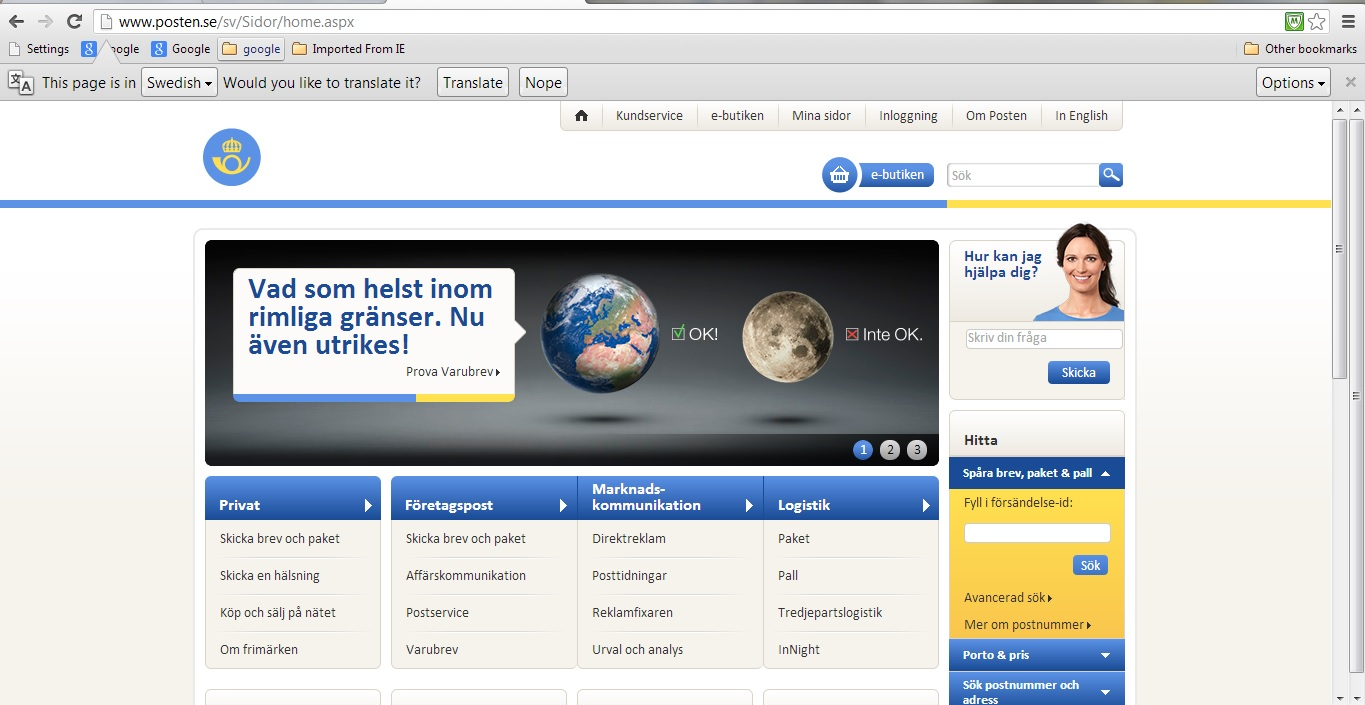 www.posten.se/sv/Sidor/home.aspx
Settings
oogle
Google
google
Imported From IE
Other bookmarks
This page is in Swedish Would you like to translate it? Translate Nope Options
Kundservice e-butiken Mina sidor Inloggning Om Posten In English
e-butiken
Sök
Vad som helst inom
rimliga gränser. Nu
även utrikes!
Prova Varubrev
OK!
Inte OK.
1 2 3
Hur kan jag
hjälpa dig?
Skriv din fråga
Skicka
Privat
Skicka brev och paket
Skicka en hälsning
Köp och sälj på nätet
Om frimärken
Företagspost
Skicka brev och paket
Affärskommunikation
Postservice
Varubrev
Marknads-
kommunikation
Direktreklam
Posttidningar
Reklamfixaren
Urval och analys
Logistik
Paket
Pall
Tredjepartslogistik
InNight
Hitta
Spåra brev, paket & pall
Fyll i försändelse-id:
Sök
Avancerad sök
Mer om postnummer
Porto & pris
Sök postnummer och
adress